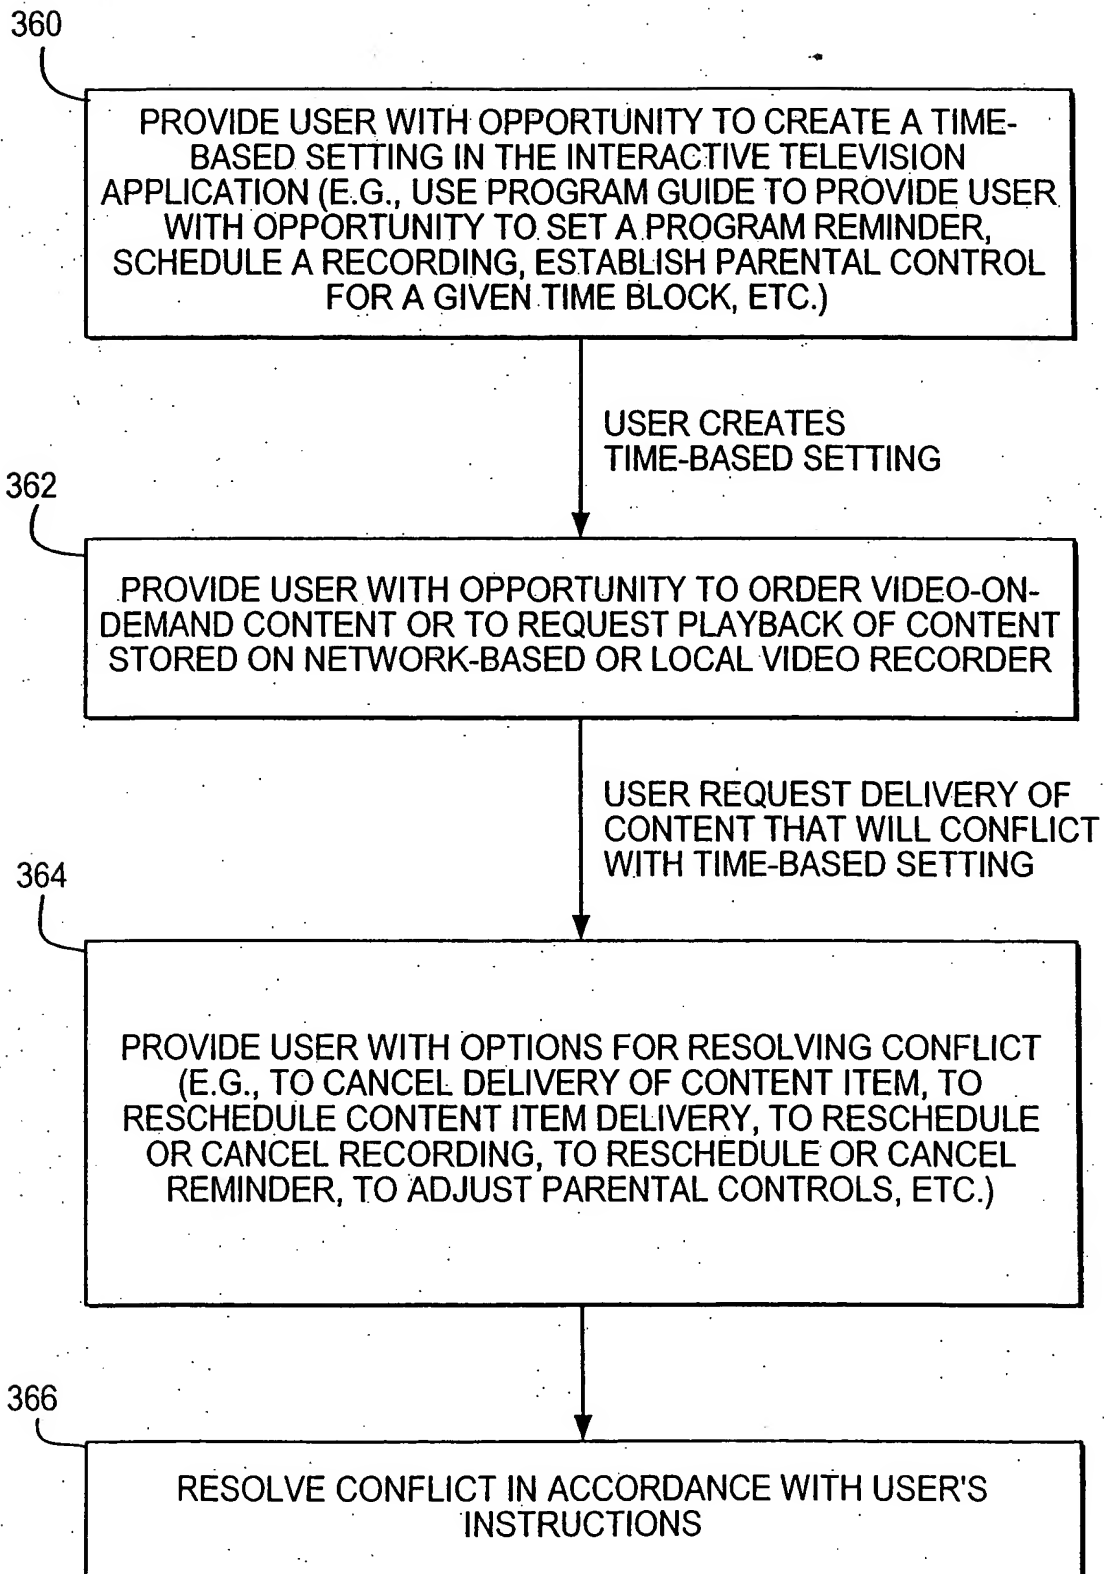 360
PROVIDE USER WITH OPPORTUNITY TO CREATE A TIME-
BASED SETTING IN THE INTERACTIVE TELEVISION
APPLICATION (E.G., USE PROGRAM GUIDE TO PROVIDE USER
WITH OPPORTUNITY TO SET A PROGRAM REMINDER,
SCHEDULE A RECORDING, ESTABLISH PARENTAL CONTROL
FOR A GIVEN TIME BLOCK, ETC.)
USER CREATES
TIME-BASED SETTING
362
PROVIDE USER WITH OPPORTUNITY TO ORDER VIDEO-ON-
DEMAND CONTENT OR TO REQUEST PLAYBACK OF CONTENT
STORED ON NETWORK-BASED OR LOCAL VIDEO RECORDER
USER REQUEST DELIVERY OF
CONTENT THAT WILL CONFLICT
WITH TIME-BASED SETTING
364
PROVIDE USER WITH OPTIONS FOR RESOLVING CONFLICT
(E.G., TO CANCEL DELIVERY OF CONTENT ITEM, TO
RESCHEDULE CONTENT ITEM DELIVERY, TO RESCHEDULE
OR CANCEL RECORDING, TO RESCHEDULE OR CANCEL
REMINDER, TO ADJUST PARENTAL CONTROLS, ETC.)
366
RESOLVE CONFLICT IN ACCORDANCE WITH USER'S
INSTRUCTIONS